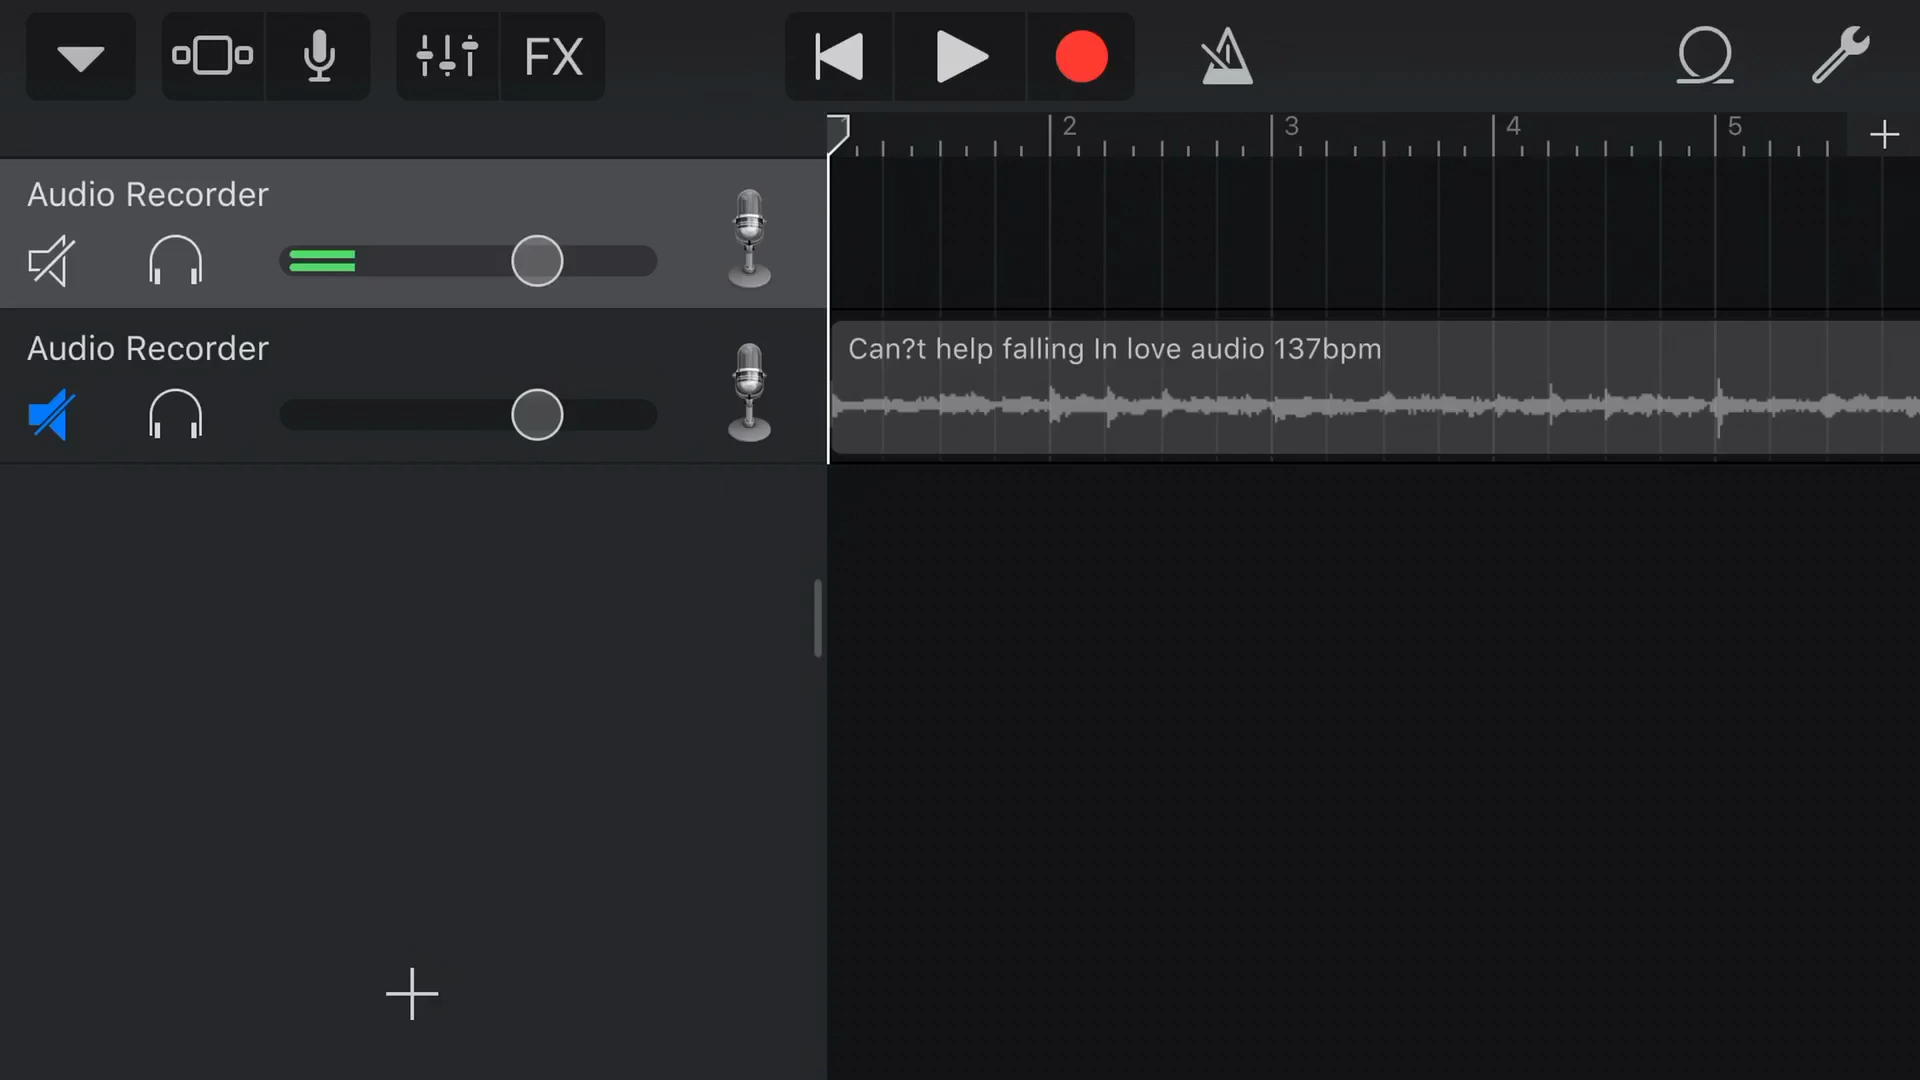 FX
2
3
4
5
Audio Recorder
Audio Recorder
Can?t help falling In love audio 137bpm